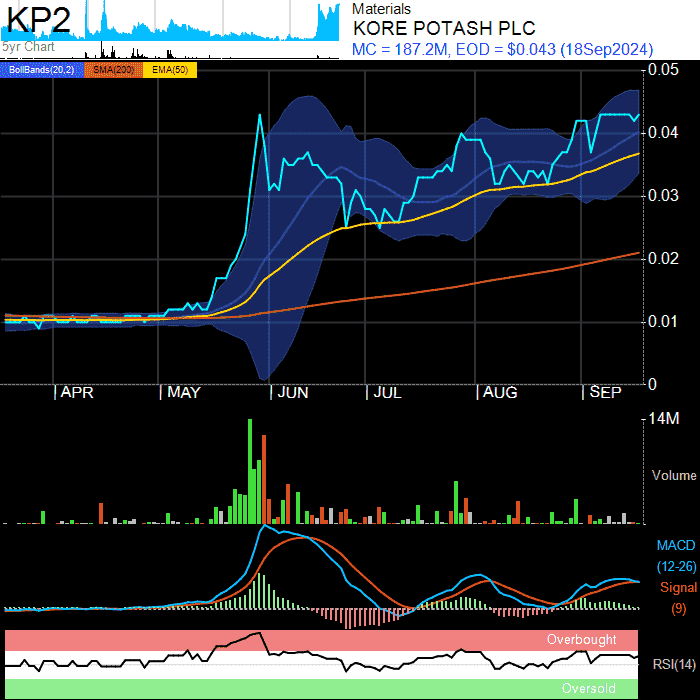 KP2
5yr Chart
Materials
KORE POTASH PLC
MC = 187.2M, EOD = $0.043 (18Sep2024)
BollBands(20,2) SMA(200) EMA(50)
0.05
0.04
0.03
0.02
0.01
0
APR MAY JUN JUL AUG SEP
14M
Volume
MACD
(12-26)
Signal
(9)
Overbought
RSI(14)
Oversold